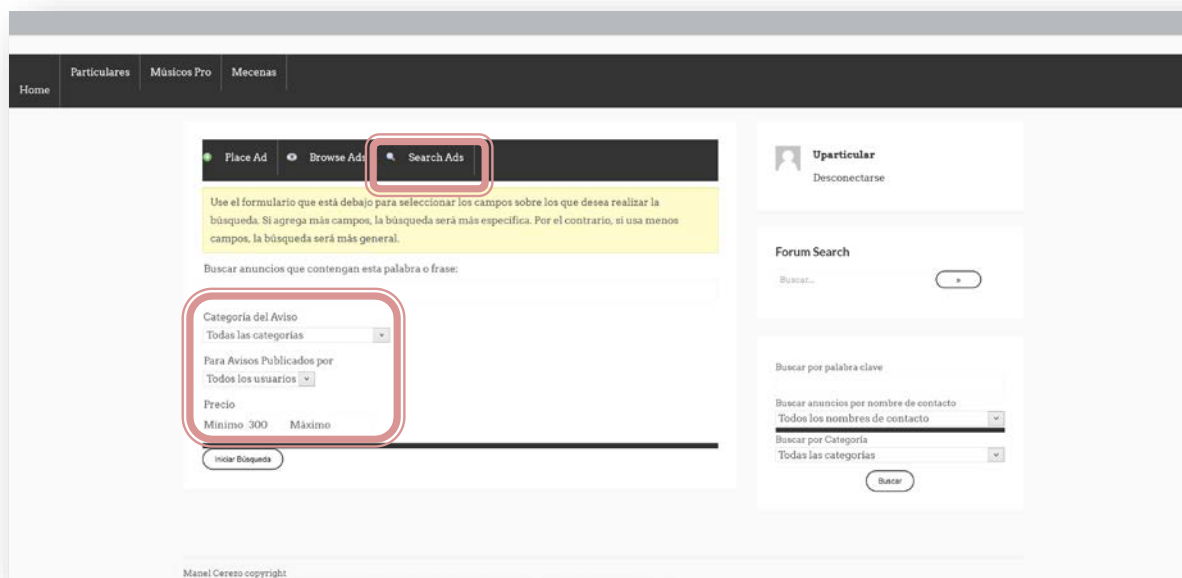 Home
Particulares
Músicos Pro
Mecenas
Place Ad
Browse Ads
Search Ads
Use el formulario que está debajo para seleccionar los campos sobre los que desea realizar la
búsqueda. Si agrega más campos, la búsqueda será más específica. Por el contrario, si usa menos
campos, la búsqueda será más general.
Buscar anuncios que contengan esta palabra o frase:
Categoría del Aviso
Todas las categorías
Para Avisos Publicados por
Todos los usuarios
Precio
Mínimo 300 Máximo
Iniciar Búsqueda
Uparticular
Desconectarse
Forum Search
Buscar...
»
Buscar por palabra clave
Buscar anuncios por nombre de contacto
Todos los nombres de contacto
Buscar por Categoría
Todas las categorías
Buscar
Manel Cerezo copyright